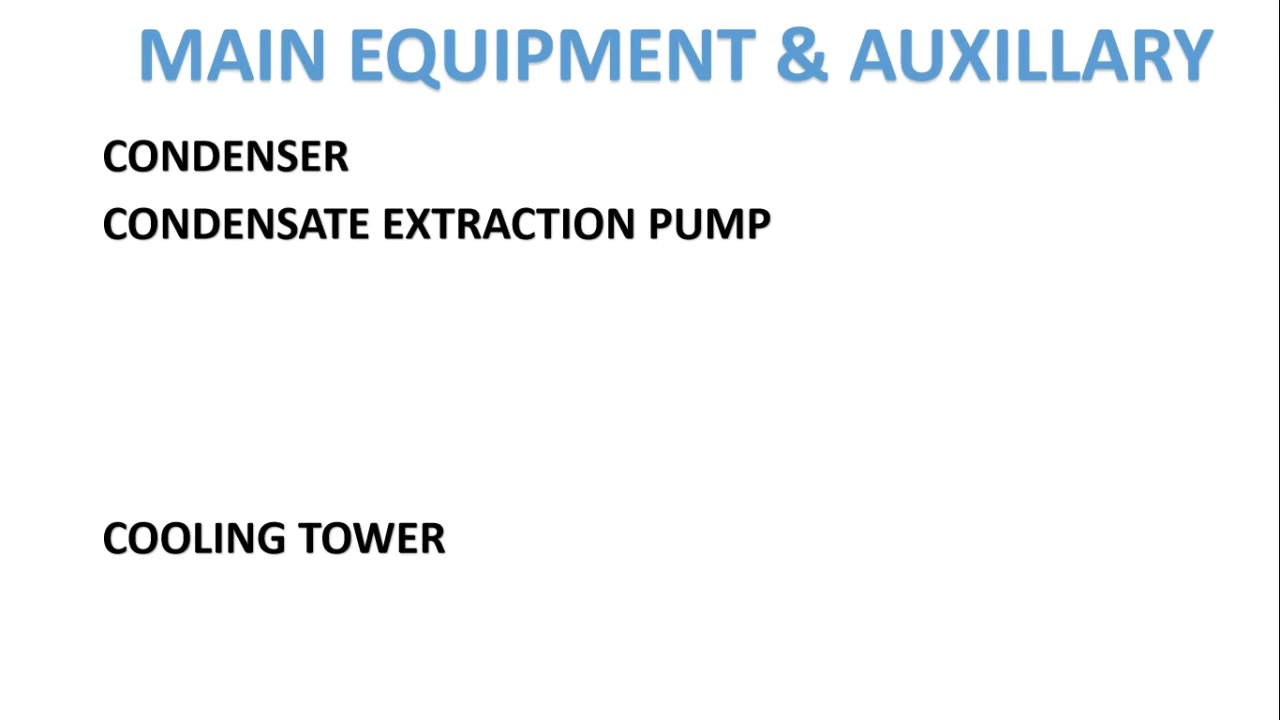 MAIN EQUIPMENT & AUXILLARY
CONDENSER
CONDENSATE EXTRACTION PUMP
COOLING TOWER